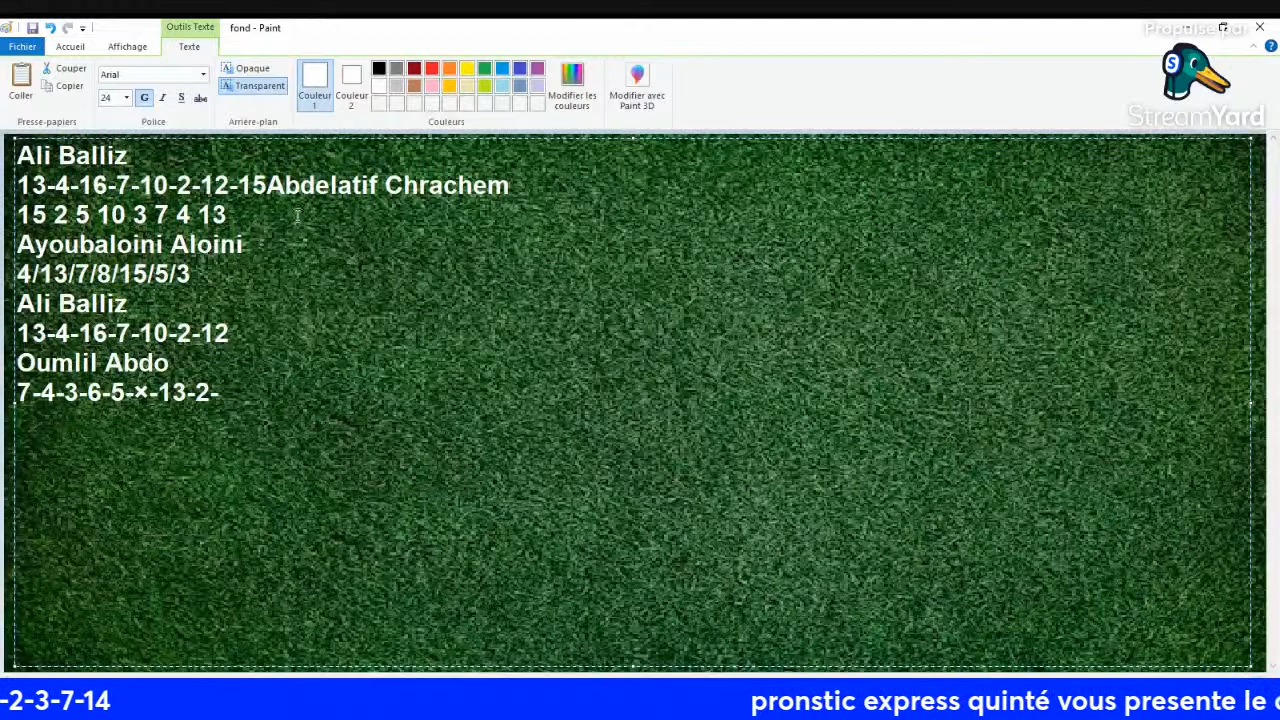 Outils Texte
fond - Paint
Propulsé par
Fichier
Accueil
Affichage
Texte
Coller
Couper
Copier
Presse-papiers
Arial
24
G I S abc
Police
Opaque
Transparent
Arrière-plan
Couleur 1
Couleur 2
Couleurs
Modifier les couleurs
Modifier avec Paint 3D
StreamYard
Ali Balliz
13-4-16-7-10-2-12-15Abdelatif Chrachem
15 2 5 10 3 7 4 13
Ayoubaloini Aloini
4/13/7/8/15/5/3
Ali Balliz
13-4-16-7-10-2-12
Oumlil Abdo
7-4-3-6-5-×-13-2-
-2-3-7-14
pronstic express quinté vous presente le